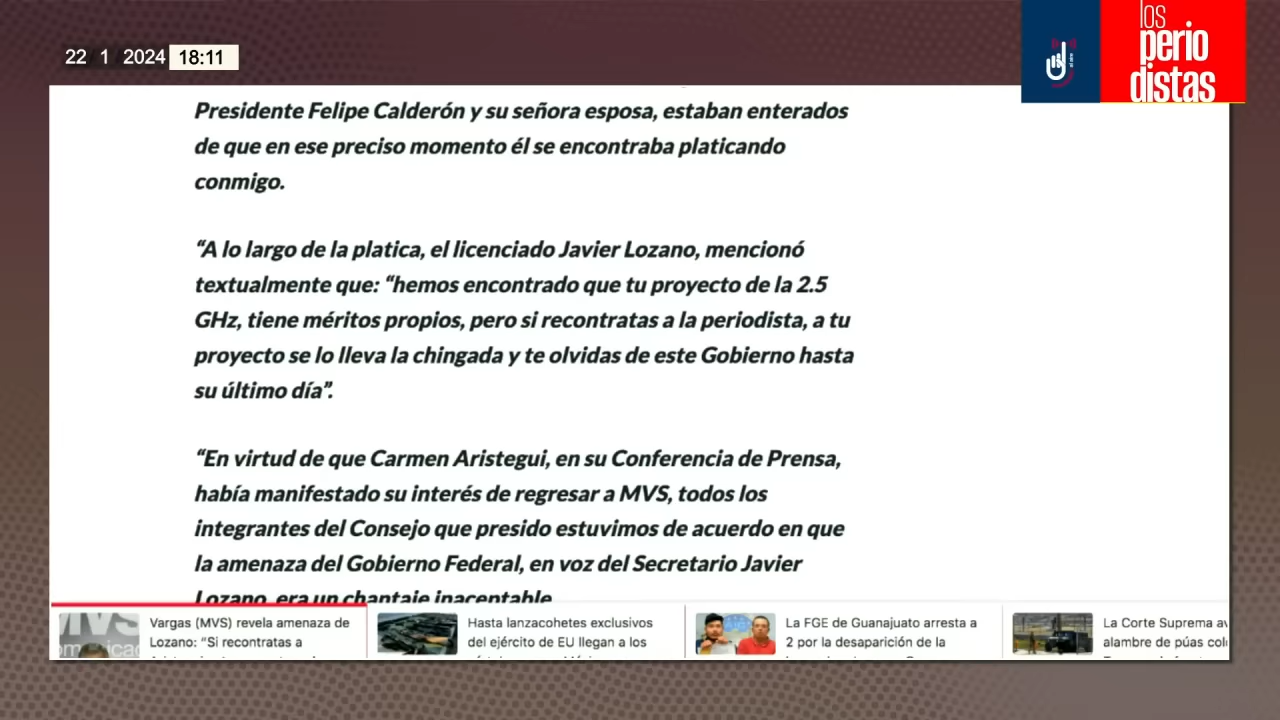 22 1 2024 18:11
los
perio
distas
Presidente Felipe Calderón y su señora esposa, estaban enterados
de que en ese preciso momento él se encontraba platicando
conmigo.
“A lo largo de la platica, el licenciado Javier Lozano, mencionó
textualmente que: “hemos encontrado que tu proyecto de la 2.5
GHz, tiene méritos propios, pero si recontratas a la periodista, a tu
proyecto se lo lleva la chingada y te olvidas de este Gobierno hasta
su último día”.
“En virtud de que Carmen Aristegui, en su Conferencia de Prensa,
había manifestado su interés de regresar a MVS, todos los
integrantes del Consejo que presido estuvimos de acuerdo en que
la amenaza del Gobierno Federal, en voz del Secretario Javier
Lozano, era un chantaje inaceptable
MVS
Vargas (MVS) revela amenaza de
Lozano: “Si recontratas a
Hasta lanzacohetes exclusivos
del ejército de EU llegan a los
La FGE de Guanajuato arresta a
2 por la desaparición de la
La Corte Suprema
alambre de púas